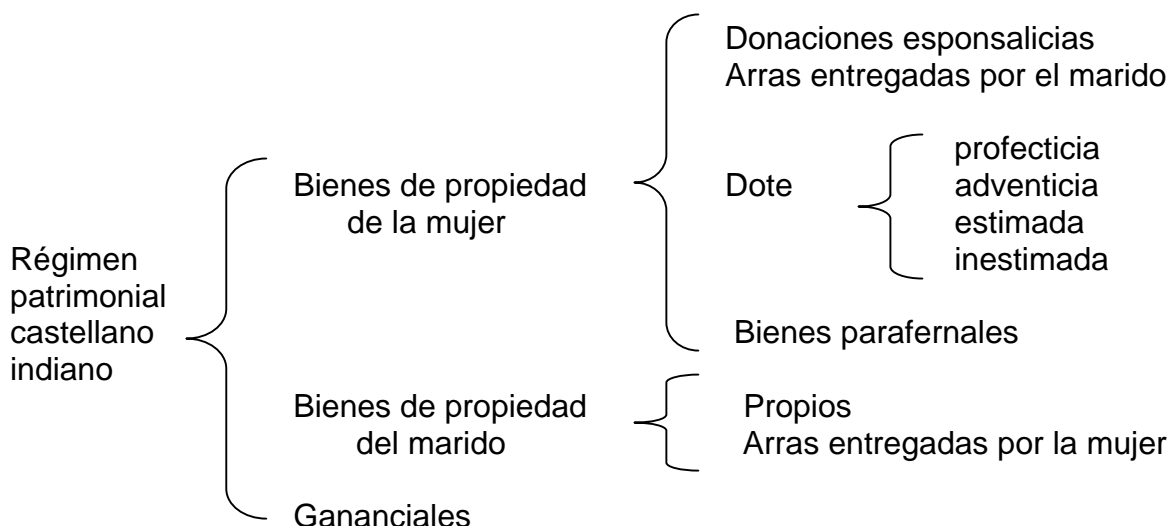 Régimen
patrimonial
castellano
indiano
Bienes de propiedad
de la mujer
Donaciones esponsalicias
Arras entregadas por el marido
Dote
profecticia
adventicia
estimada
inestimada
Bienes parafernales
Bienes de propiedad
del marido
Propios
Arras entregadas por la mujer
Gananciales